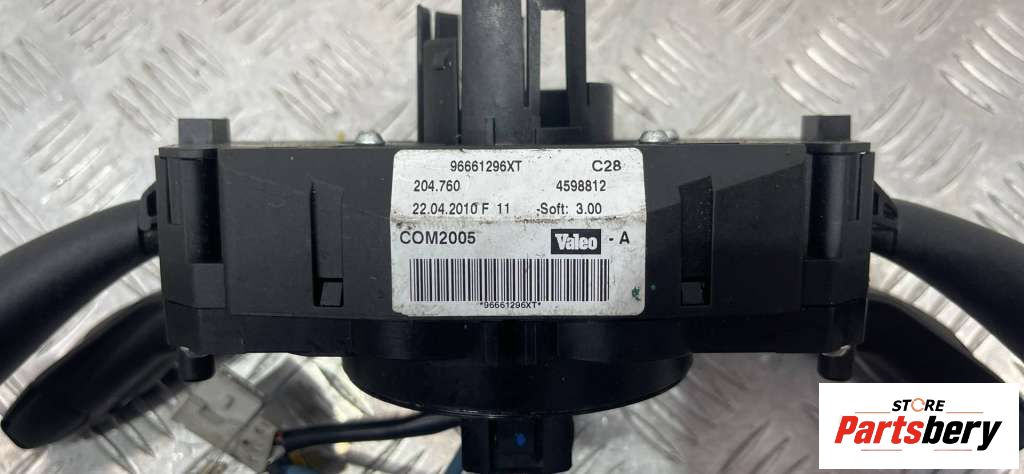 96661296XT C28
204.760 4598812
22.04.2010 F 11 -Soft: 3.00
COM2005 Valeo - A
*96661296XT*
STORE
Partsbery